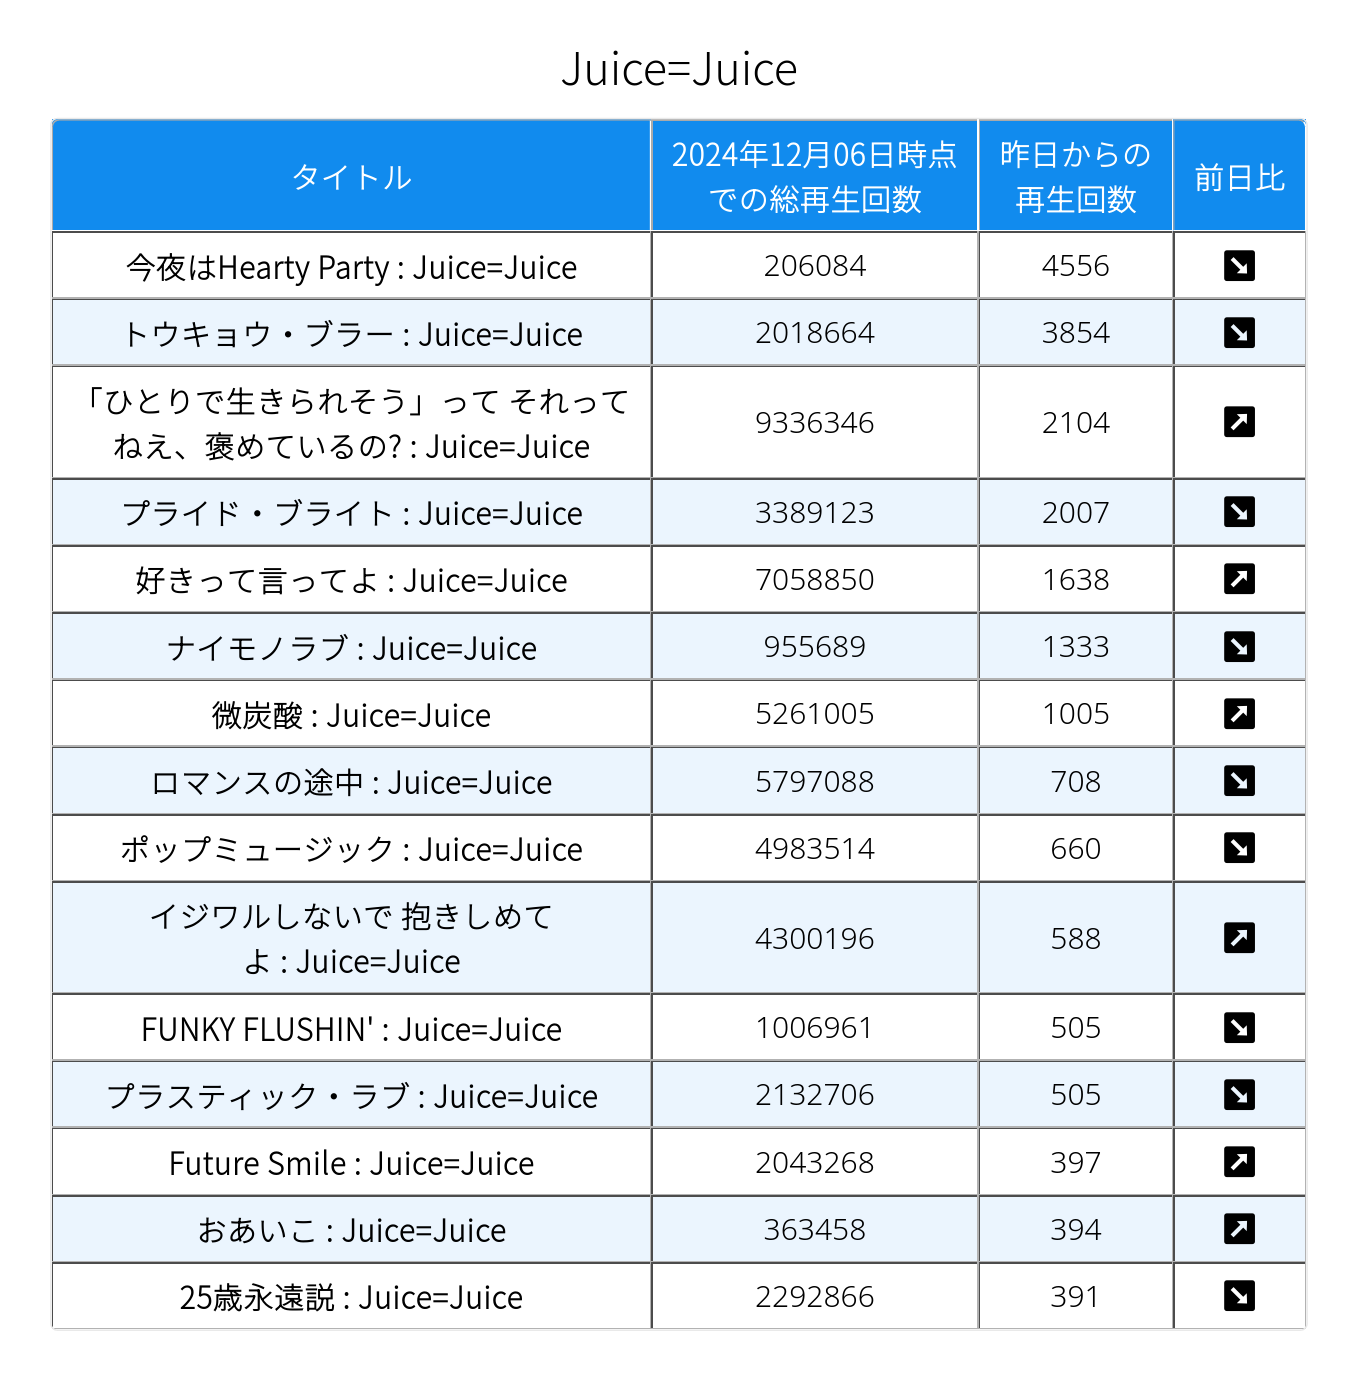 Juice=Juice
タイトル
2024年12月06日時点
での総再生回数
昨日からの
再生回数
前日比
今夜はHearty Party : Juice=Juice 206084 4556 ↘
トウキョウ・ブラー : Juice=Juice 2018664 3854 ↘
「ひとりで生きられそう」って それって
ねえ、褒めているの? : Juice=Juice 9336346 2104 ↗
プライド・ブライト : Juice=Juice 3389123 2007 ↘
好きって言ってよ : Juice=Juice 7058850 1638 ↗
ナイモノラブ : Juice=Juice 955689 1333 ↘
微炭酸 : Juice=Juice 5261005 1005 ↗
ロマンスの途中 : Juice=Juice 5797088 708 ↘
ポップミュージック : Juice=Juice 4983514 660 ↘
イジワルしないで 抱きしめて
よ : Juice=Juice 4300196 588 ↗
FUNKY FLUSHIN' : Juice=Juice 1006961 505 ↘
プラスティック・ラブ : Juice=Juice 2132706 505 ↘
Future Smile : Juice=Juice 2043268 397 ↗
おあいこ : Juice=Juice 363458 394 ↗
25歳永遠説 : Juice=Juice 2292866 391 ↘